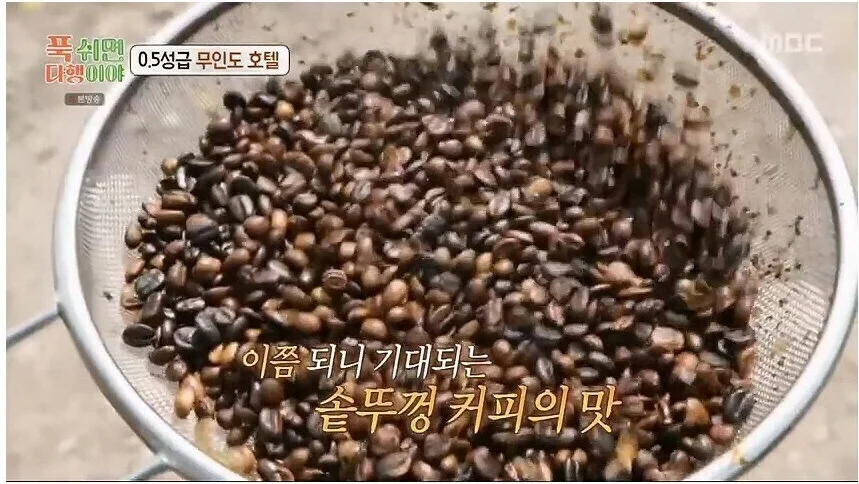 푹 쉬면
다행이야
본방송
0.5성급 무인도 호텔
MBC
이쯤 되니 기대되는
솥뚜껑 커피의 맛